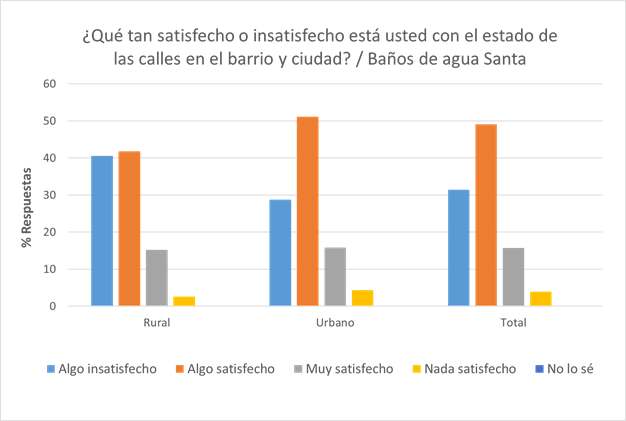 ¿Qué tan satisfecho o insatisfecho está usted con el estado de
las calles en el barrio y ciudad? / Baños de agua Santa
60
50
40
30
20
10
0
% Respuestas
Rural
Urbano
Total
Algo insatisfecho
Algo satisfecho
Muy satisfecho
Nada satisfecho
No lo sé